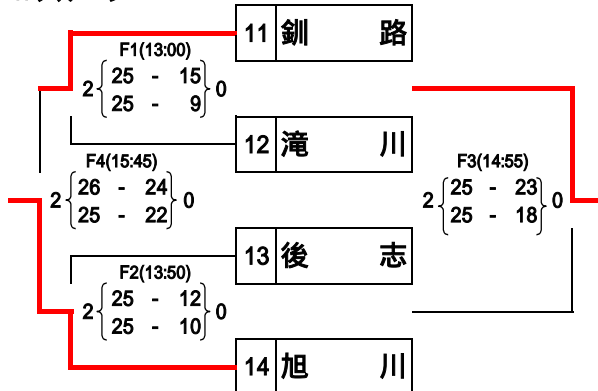 11 釧 路
F1(13:00)
2 25 - 15 0
25 - 9
12 滝 川
F4(15:45)
2 26 - 24 0
25 - 22
F3(14:55)
2 25 - 23 0
25 - 18
13 後 志
F2(13:50)
2 25 - 12 0
25 - 10
14 旭 川